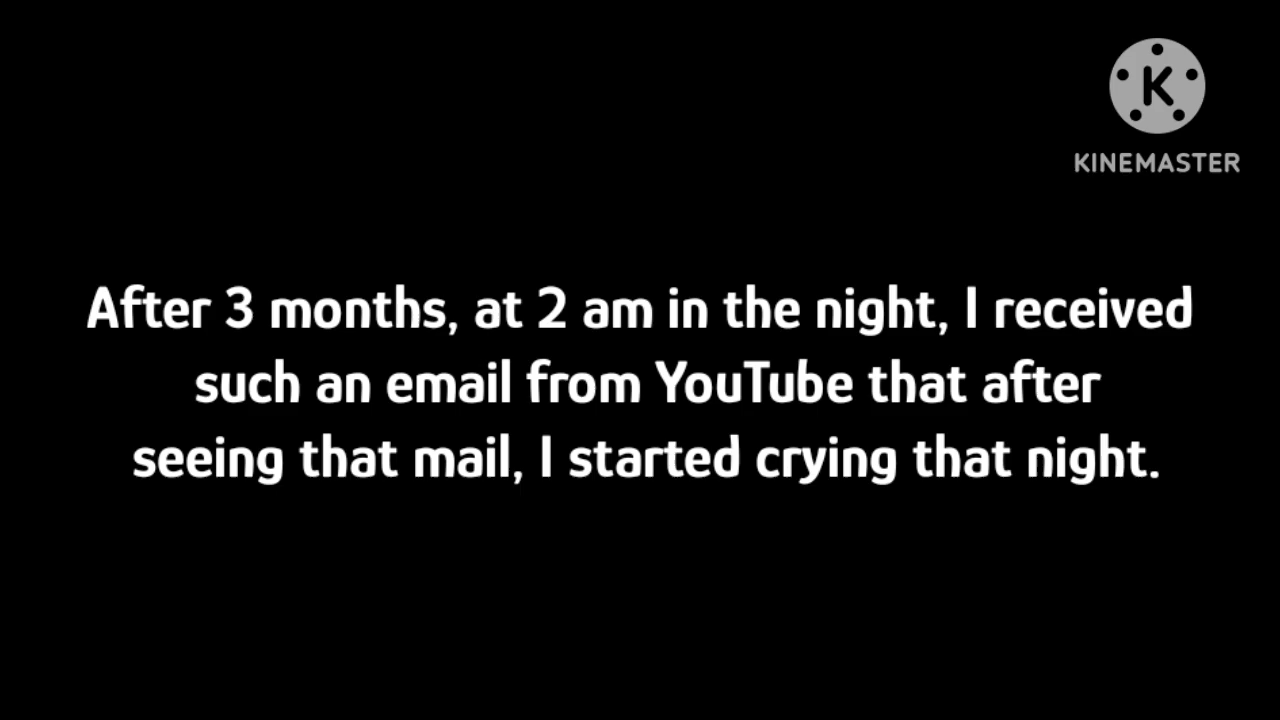 K
KINEMASTER
After 3 months, at 2 am in the night, I received
such an email from YouTube that after
seeing that mail, I started crying that night.